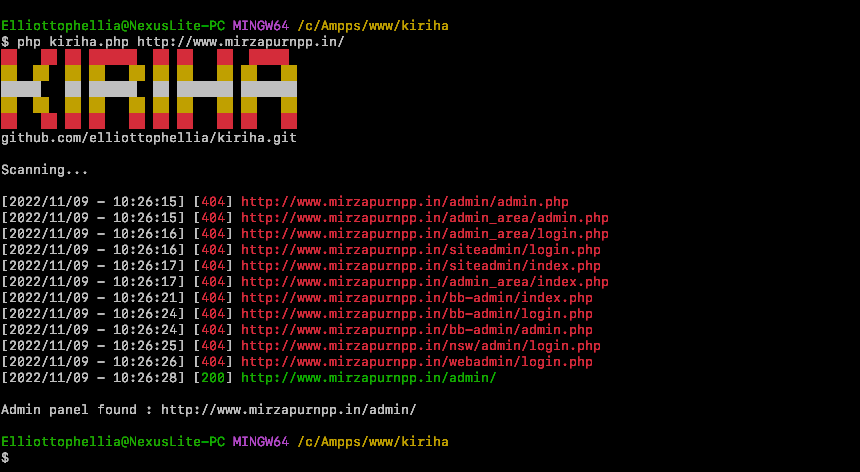 Elliottophellia@NexusLite-PC MINGW64 /c/Ampps/www/kiriha
$ php kiriha.php http://www.mirzapurnpp.in/
KIRIHA
github.com/elliottophellia/kiriha.git
Scanning...
[2022/11/09 - 10:26:15] [404] http://www.mirzapurnpp.in/admin/admin.php
[2022/11/09 - 10:26:15] [404] http://www.mirzapurnpp.in/admin_area/admin.php
[2022/11/09 - 10:26:16] [404] http://www.mirzapurnpp.in/admin_area/login.php
[2022/11/09 - 10:26:16] [404] http://www.mirzapurnpp.in/siteadmin/login.php
[2022/11/09 - 10:26:17] [404] http://www.mirzapurnpp.in/siteadmin/index.php
[2022/11/09 - 10:26:17] [404] http://www.mirzapurnpp.in/admin_area/index.php
[2022/11/09 - 10:26:21] [404] http://www.mirzapurnpp.in/bb-admin/index.php
[2022/11/09 - 10:26:24] [404] http://www.mirzapurnpp.in/bb-admin/login.php
[2022/11/09 - 10:26:24] [404] http://www.mirzapurnpp.in/bb-admin/admin.php
[2022/11/09 - 10:26:25] [404] http://www.mirzapurnpp.in/nsw/admin/login.php
[2022/11/09 - 10:26:26] [404] http://www.mirzapurnpp.in/webadmin/login.php
[2022/11/09 - 10:26:28] [200] http://www.mirzapurnpp.in/admin/
Admin panel found : http://www.mirzapurnpp.in/admin/
Elliottophellia@NexusLite-PC MINGW64 /c/Ampps/www/kiriha
$